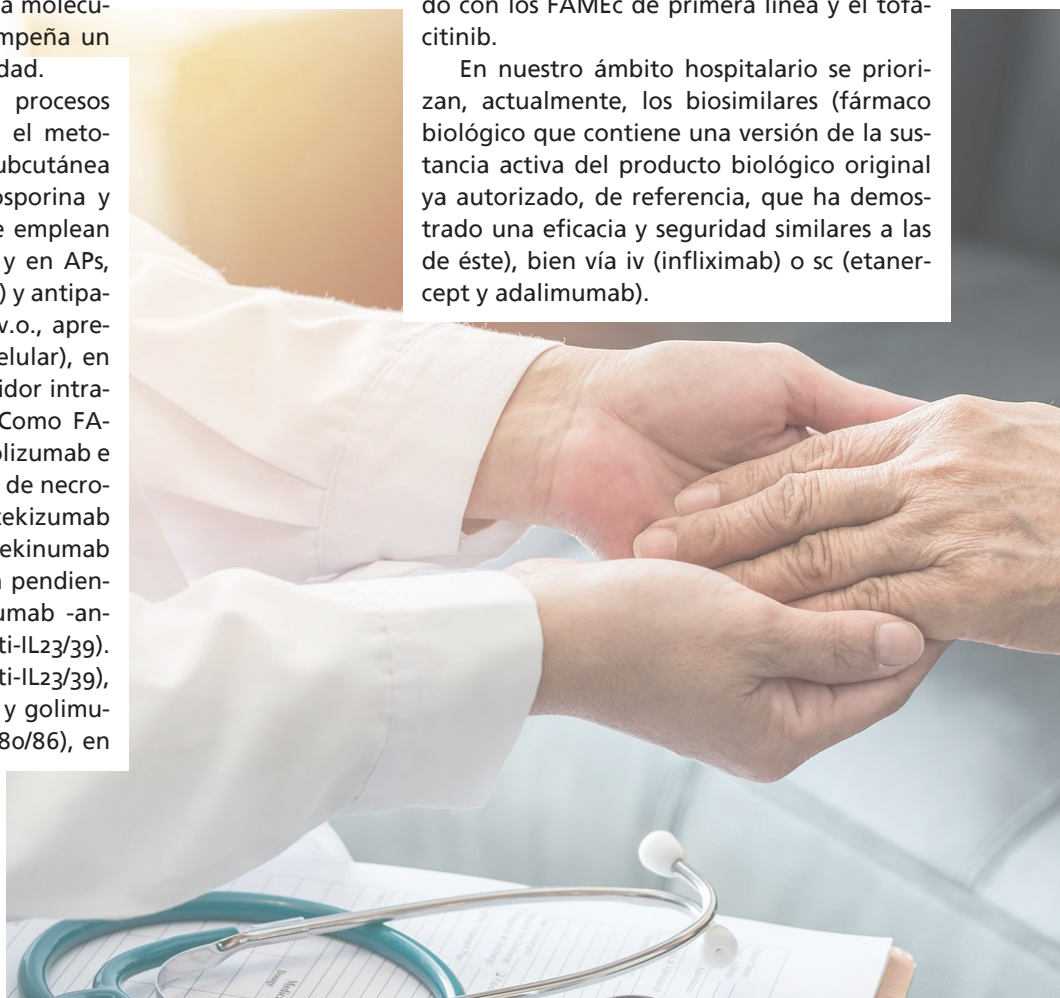 a molecu-
mpeña un
dad.
procesos
el meto-
ubcutánea
osporina y
e emplean
y en APs,
) y antipa-
v.o., apre-
elular), en
idor intra-
Como FA-
olizumab e
de necro-
ekizumab
ekinumab
pendien-
umab -an-
ti-IL23/39).
ti-IL23/39),
y golimu-
80/86), en
do con los FAMEc de primera línea y el tofa-
citinib.
En nuestro ámbito hospitalario se priori-
zan, actualmente, los biosimilares (fármaco
biológico que contiene una versión de la sus-
tancia activa del producto biológico original
ya autorizado, de referencia, que ha demos-
trado una eficacia y seguridad similares a las
de éste), bien vía iv (infliximab) o sc (etaner-
cept y adalimumab).